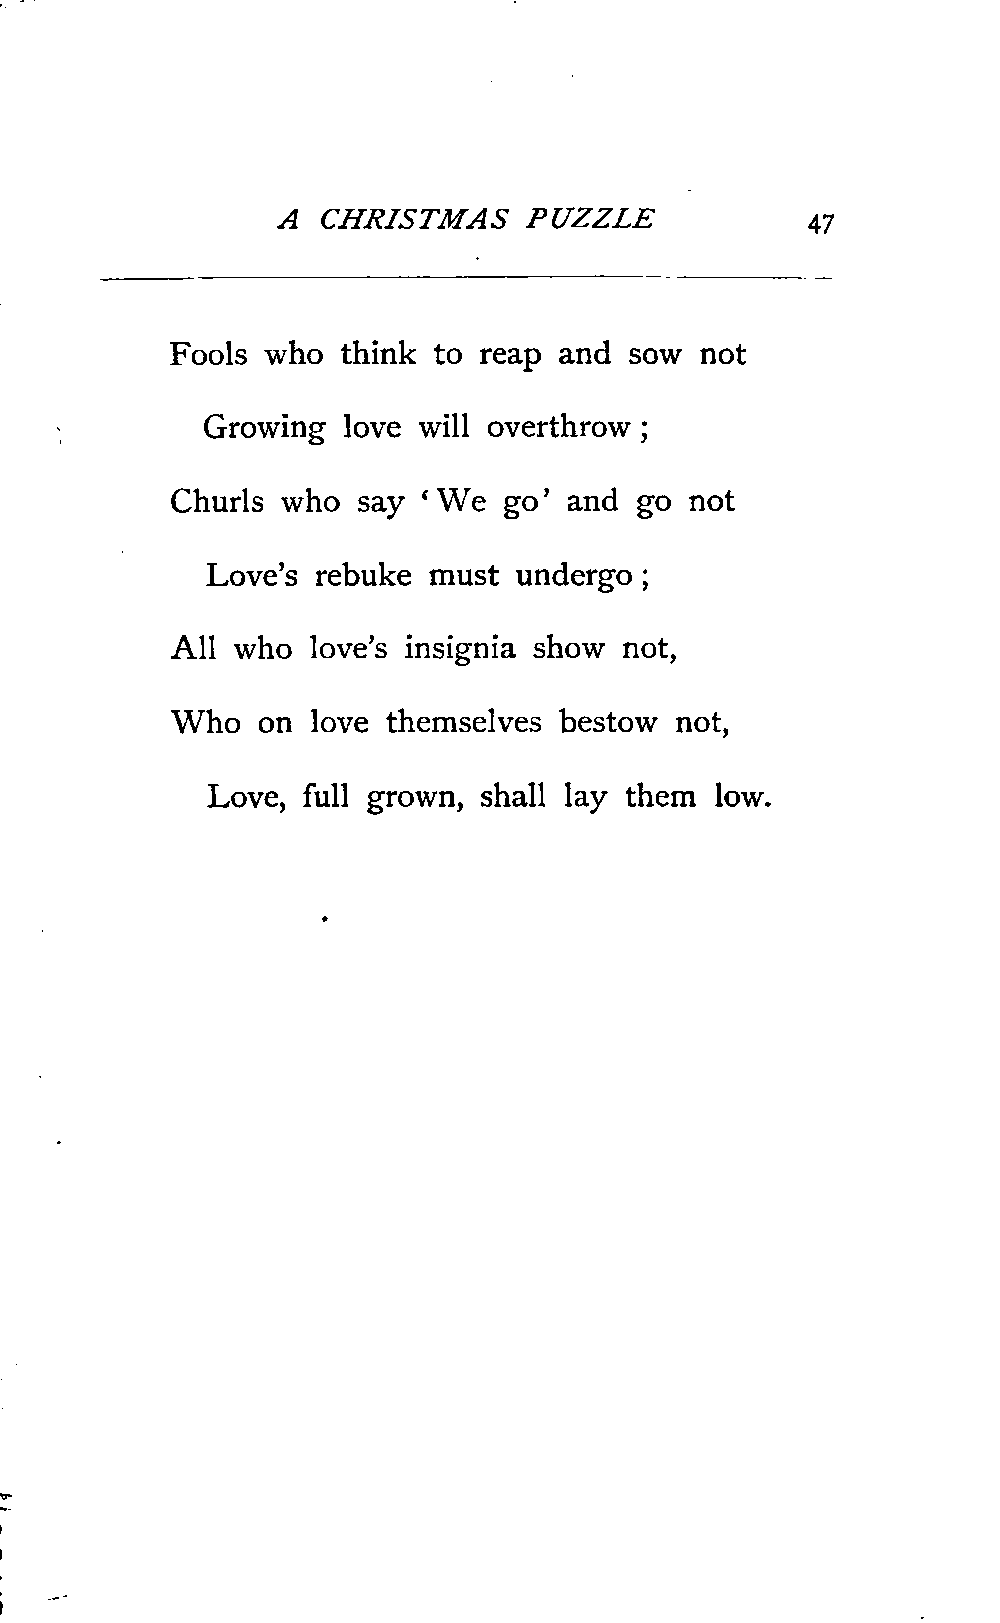 A CHRISTMAS PUZZLE 47
Fools who think to reap and sow not
Growing love will overthrow ;
Churls who say ‘ We go’ and go not
Love’s rebuke must undergo ;
All who love’s insignia show not,
Who on love themselves bestow not,
Love, full grown, shall lay them low.